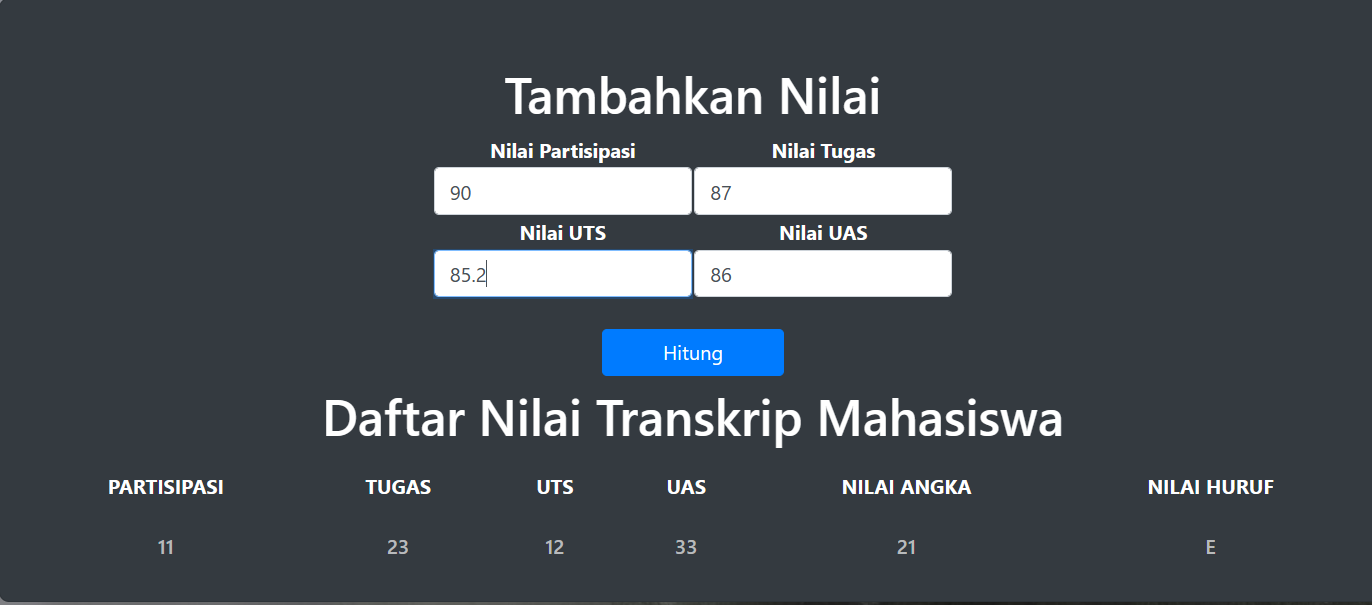 Tambahkan Nilai
Nilai Partisipasi Nilai Tugas
90 87
Nilai UTS Nilai UAS
85.2 86
Hitung
Daftar Nilai Transkrip Mahasiswa
PARTISIPASI TUGAS UTS UAS NILAI ANGKA NILAI HURUF
11 23 12 33 21 E